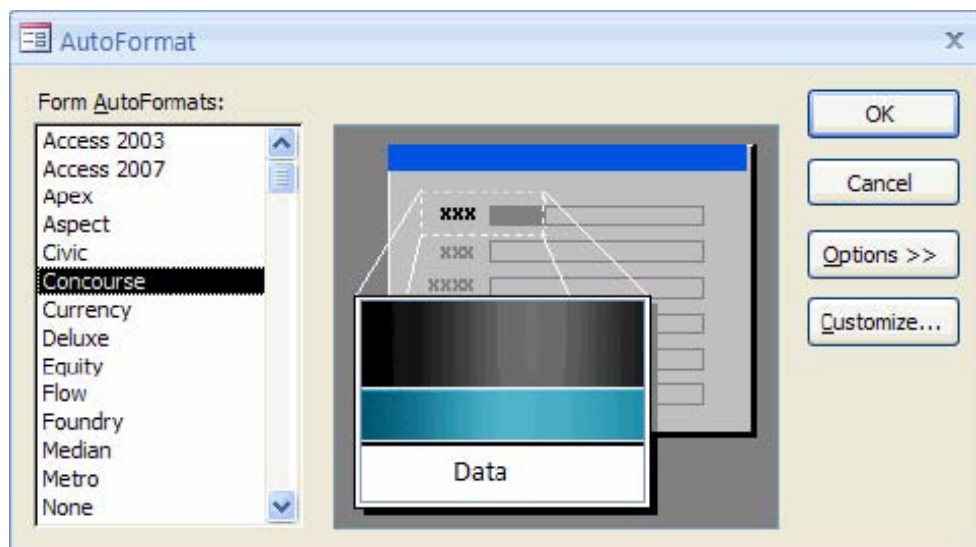 AutoFormat
Form AutoFormats:
Access 2003
Access 2007
Apex
Aspect
Civic
Concourse
Currency
Deluxe
Equity
Flow
Foundry
Median
Metro
None
xxx
xxx
xxxx
Data
OK
Cancel
Options >>
Customize...